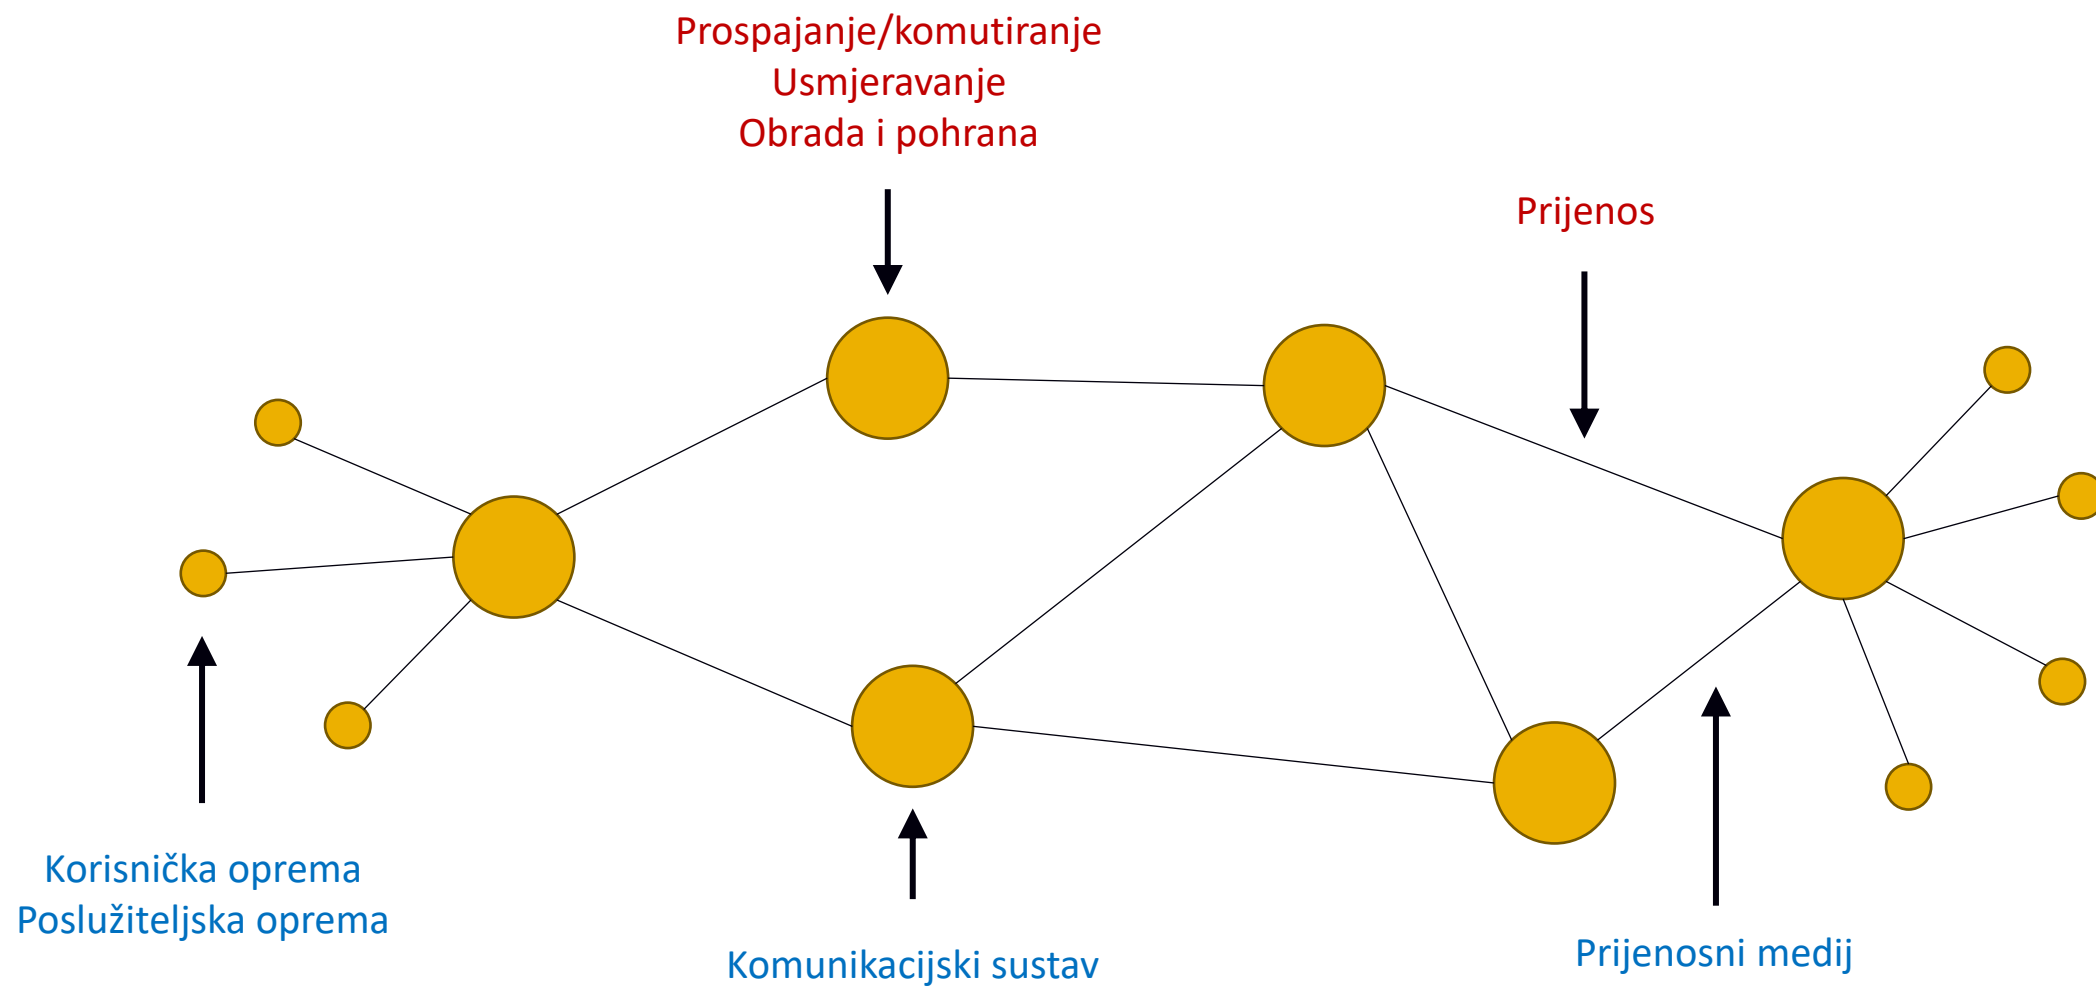 Prospajanje/komutiranje
Usmjeravanje
Obrada i pohrana
Prijenos
Korisnička oprema
Poslužiteljska oprema
Komunikacijski sustav
Prijenosni medij